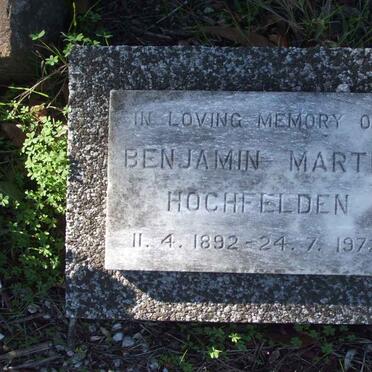 IN LOVING MEMORY O
BENJAMIN MART
HOCHFELDEN
11. 4. 1892 - 24. 7. 197